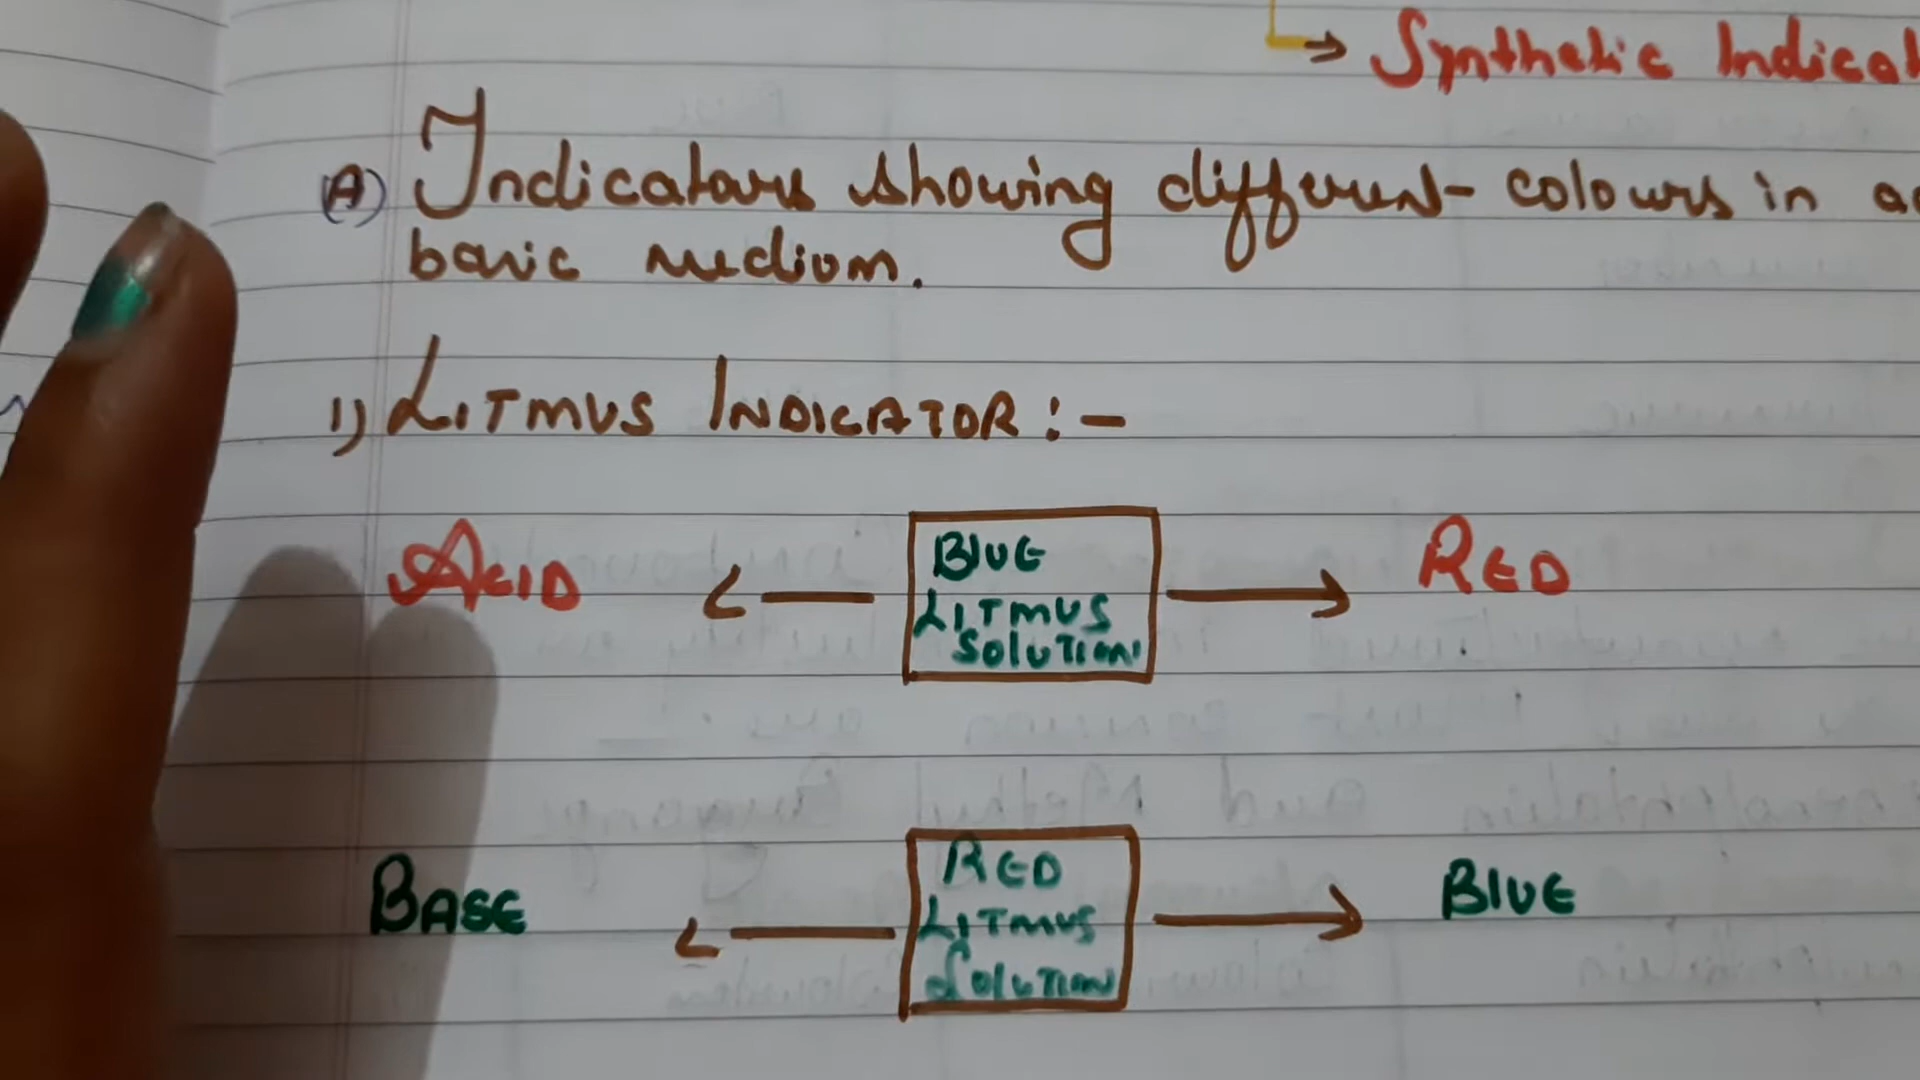 → Synthetic Indicat
(A) Indicators showing different colours in a
basic medium.
1) LITMUS INDICATOR :-
ACID ← BLUE LITMUS SOLUTION → RED
BASE ← RED LITMUS SOLUTION → BLUE